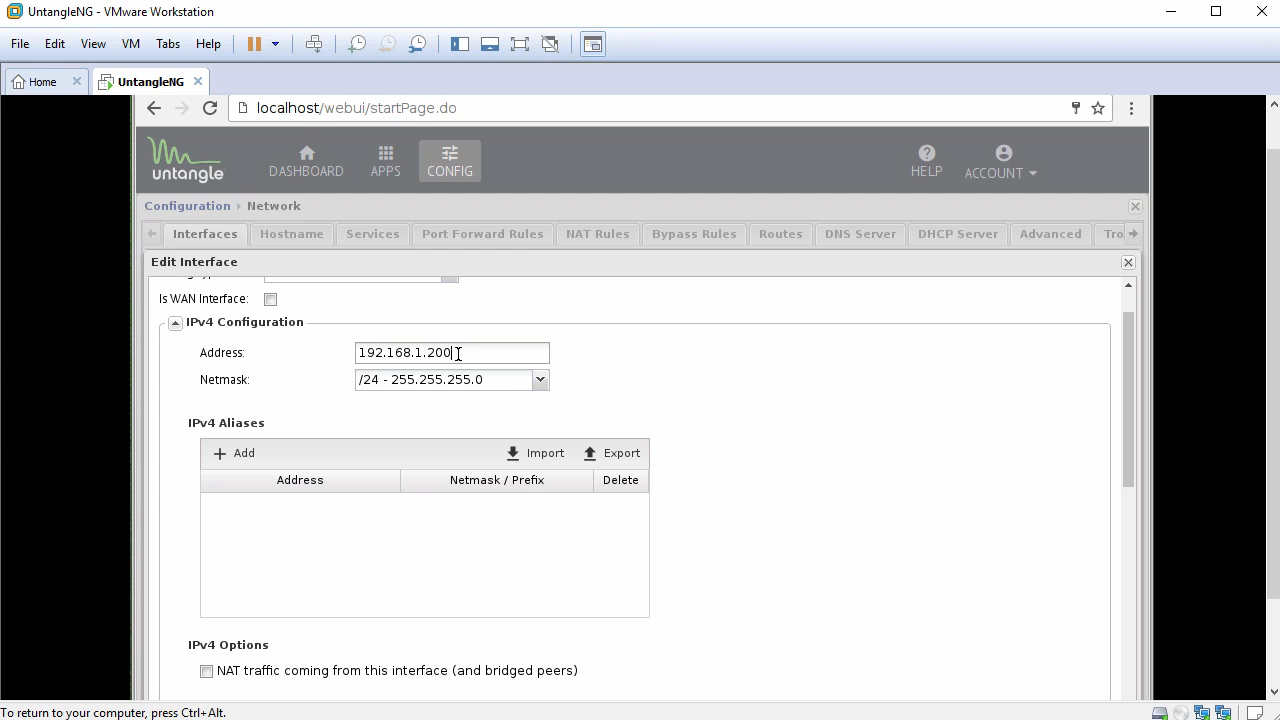 UntangleNG - VMware Workstation
File Edit View VM Tabs Help
Home UntangleNG
localhost/webui/startPage.do
untangle DASHBOARD APPS CONFIG HELP ACCOUNT
Configuration Network
Interfaces Hostname Services Port Forward Rules NAT Rules Bypass Rules Routes DNS Server DHCP Server Advanced Tro
Edit Interface
Is WAN Interface:
IPv4 Configuration
Address: 192.168.1.200
Netmask: /24 - 255.255.255.0
IPv4 Aliases
Add Import Export
Address Netmask / Prefix Delete
IPv4 Options
NAT traffic coming from this interface (and bridged peers)
To return to your computer, press Ctrl+Alt.